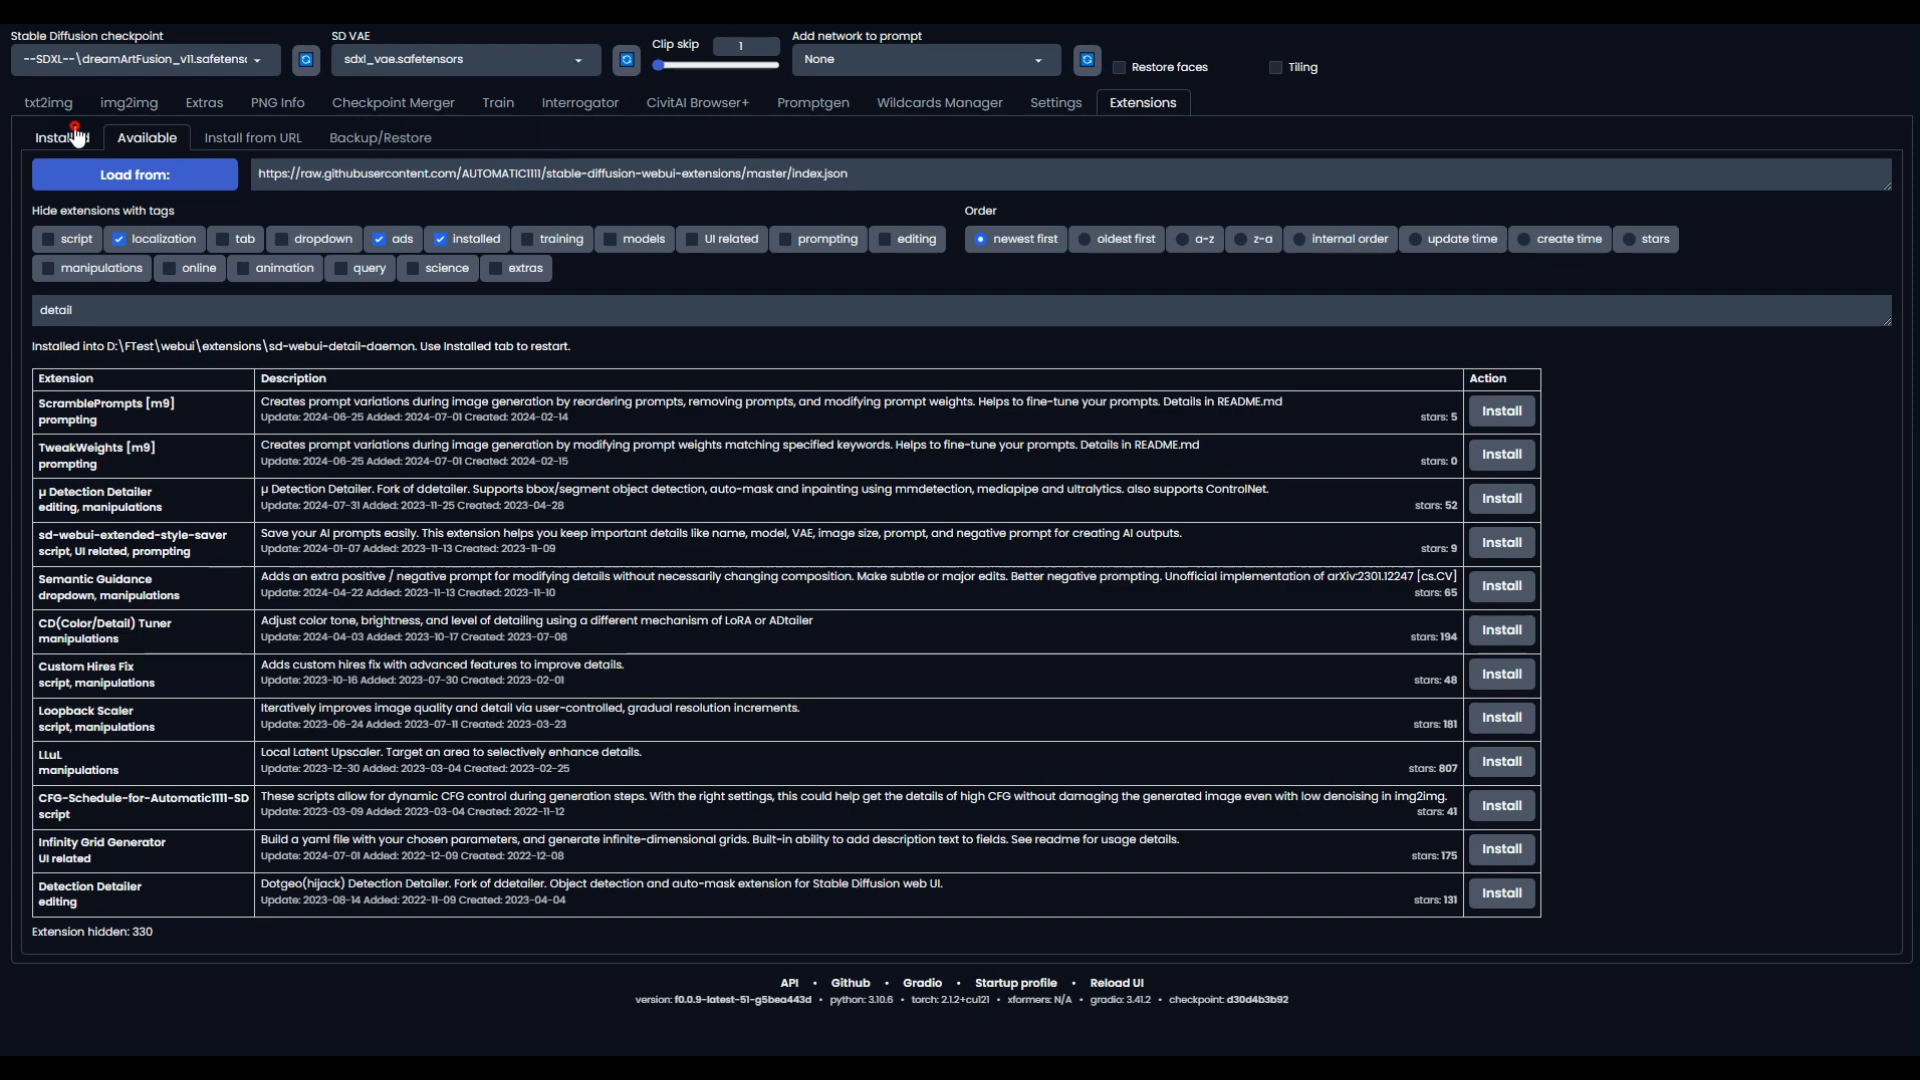 Stable Diffusion checkpoint
SD VAE
Clip skip
1
Add network to prompt
--SDXL--\dreamArtFusion_v11.safetens
sdxl_vae.safetensors
None
Restore faces
Tiling
txt2img img2img Extras PNG Info Checkpoint Merger Train Interrogator CivitAI Browser+ Promptgen Wildcards Manager Settings Extensions
Available Install from URL Backup/Restore
Load from:
https://raw.githubusercontent.com/AUTOMATIC1111/stable-diffusion-webui-extensions/master/index.json
Hide extensions with tags
Order
script localization tab dropdown ads installed training models UI related prompting editing
newest first oldest first a-z z-a internal order update time create time stars
manipulations online animation query science extras
detail
Installed into D:\FTest\webui\extensions\sd-webui-detail-daemon. Use Installed tab to restart.
Extension Description Action
ScramblePrompts [m9]
prompting
Creates prompt variations during image generation by reordering prompts, removing prompts, and modifying prompt weights. Helps to fine-tune your prompts. Details in README.md
Update: 2024-06-25 Added: 2024-07-01 Created: 2024-02-14
stars: 5
Install
TweakWeights [m9]
prompting
Creates prompt variations during image generation by modifying prompt weights matching specified keywords. Helps to fine-tune your prompts. Details in README.md
Update: 2024-06-25 Added: 2024-07-01 Created: 2024-02-15
stars: 0
Install
μ Detection Detailer
editing, manipulations
μ Detection Detailer. Fork of ddetailer. Supports bbox/segment object detection, auto-mask and inpainting using mmdetection, mediapipe and ultralytics. also supports ControlNet.
Update: 2024-07-31 Added: 2023-11-25 Created: 2023-04-28
stars: 52
Install
sd-webui-extended-style-saver
script, UI related, prompting
Save your AI prompts easily. This extension helps you keep important details like name, model, VAE, image size, prompt, and negative prompt for creating AI outputs.
Update: 2024-01-07 Added: 2023-11-13 Created: 2023-11-09
stars: 9
Install
Semantic Guidance
dropdown, manipulations
Adds an extra positive / negative prompt for modifying details without necessarily changing composition. Make subtle or major edits. Better negative prompting. Unofficial implementation of arXiv:2301.12247 [cs.CV]
Update: 2024-04-22 Added: 2023-11-13 Created: 2023-11-10
stars: 65
Install
CD(Color/Detail) Tuner
manipulations
Adjust color tone, brightness, and level of detailing using a different mechanism of LoRA or ADtailer
Update: 2024-04-03 Added: 2023-10-17 Created: 2023-07-08
stars: 194
Install
Custom Hires Fix
script, manipulations
Adds custom hires fix with advanced features to improve details.
Update: 2023-10-16 Added: 2023-07-30 Created: 2023-02-01
stars: 48
Install
Loopback Scaler
script, manipulations
Iteratively improves image quality and detail via user-controlled, gradual resolution increments.
Update: 2023-06-24 Added: 2023-07-11 Created: 2023-03-23
stars: 181
Install
LLuL
manipulations
Local Latent Upscaler. Target an area to selectively enhance details.
Update: 2023-12-30 Added: 2023-03-04 Created: 2023-02-25
stars: 807
Install
CFG-Schedule-for-Automatic1111-SD
script
These scripts allow for dynamic CFG control during generation steps. With the right settings, this could help get the details of high CFG without damaging the generated image even with low denoising in img2img.
Update: 2023-03-09 Added: 2023-03-04 Created: 2022-11-12
stars: 41
Install
Infinity Grid Generator
UI related
Build a yaml file with your chosen parameters, and generate infinite-dimensional grids. Built-in ability to add description text to fields. See readme for usage details.
Update: 2024-07-01 Added: 2022-12-09 Created: 2022-12-08
stars: 175
Install
Detection Detailer
editing
Dotgeo(hijack) Detection Detailer. Fork of ddetailer. Object detection and auto-mask extension for Stable Diffusion web UI.
Update: 2023-08-14 Added: 2022-11-09 Created: 2023-04-04
stars: 131
Install
Extension hidden: 330
API • Github • Gradio • Startup profile • Reload UI
version: f0.0.9-latest-51-g5bea443d • python: 3.10.6 • torch: 2.1.2+cu121 • xformers: N/A • gradio: 3.41.2 • checkpoint: d30d4b3b92